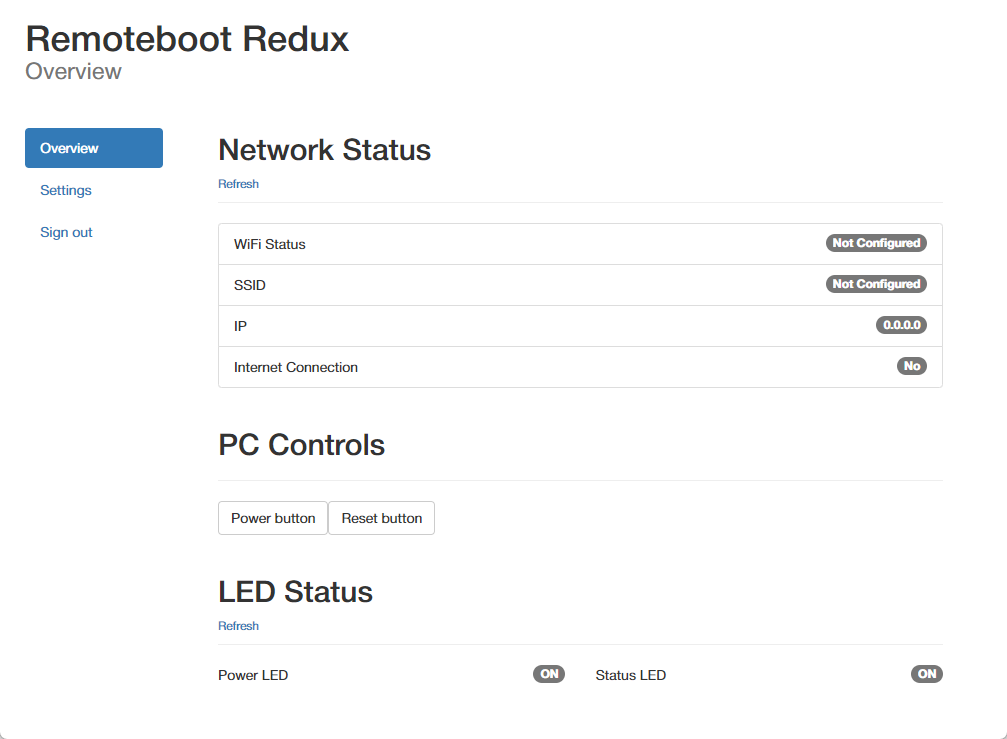 Remoteboot Redux
Overview
Overview
Settings
Sign out
Network Status
Refresh
WiFi Status Not Configured
SSID Not Configured
IP 0.0.0.0
Internet Connection No
PC Controls
Power button Reset button
LED Status
Refresh
Power LED ON Status LED ON